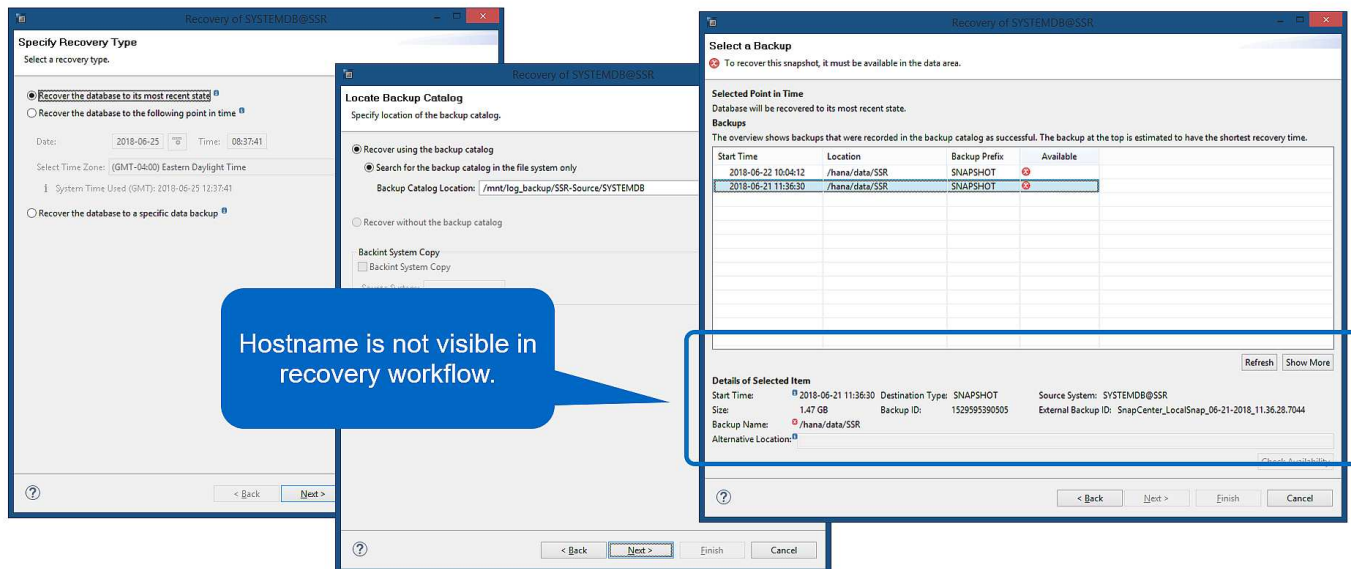 Recovery of SYSTEMDB@SSR
Specify Recovery Type
Select a recovery type.
Recover the database to its most recent state
Recover the database to the following point in time
Date: 2018-06-25 Time: 08:37:41
Select Time Zone: (GMT-04:00) Eastern Daylight Time
System Time Used (GMT): 2018-06-25 12:37:41
Recover the database to a specific data backup
< Back Next >
Recovery of SYSTEMDB@SSR
Locate Backup Catalog
Specify location of the backup catalog.
Recover using the backup catalog
Search for the backup catalog in the file system only
Backup Catalog Location: /mnt/log_backup/SSR-Source/SYSTEMDB
Recover without the backup catalog
Backint System Copy
Backint System Copy
Hostname is not visible in
recovery workflow.
< Back Next > Finish Cancel
Recovery of SYSTEMDB@SSR
Select a Backup
To recover this snapshot, it must be available in the data area.
Selected Point in Time
Database will be recovered to its most recent state.
Backups
The overview shows backups that were recorded in the backup catalog as successful. The backup at the top is estimated to have the shortest recovery time.
Start Time Location Backup Prefix Available
2018-06-22 10:04:12 /hana/data/SSR SNAPSHOT
2018-06-21 11:36:30 /hana/data/SSR SNAPSHOT
Refresh Show More
Details of Selected Item
Start Time: 2018-06-21 11:36:30 Destination Type: SNAPSHOT Source System: SYSTEMDB@SSR
Size: 1.47 GB Backup ID: 1529595390505 External Backup ID: SnapCenter_LocalSnap_06-21-2018_11.36.28.7044
Backup Name: /hana/data/SSR
Alternative Location:
Check Availability
< Back Next > Finish Cancel